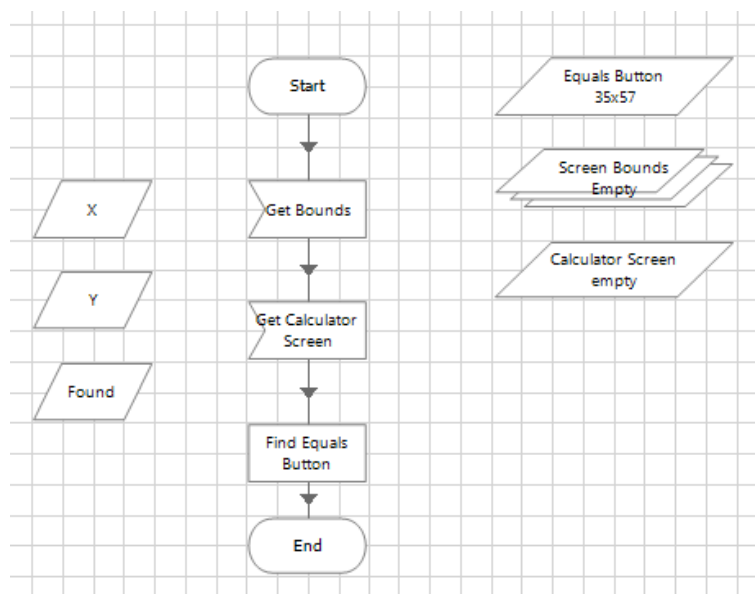 Start
Equals Button
35x57
Screen Bounds
Empty
X
Get Bounds
Calculator Screen
empty
Y
Get Calculator
Screen
Found
Find Equals
Button
End